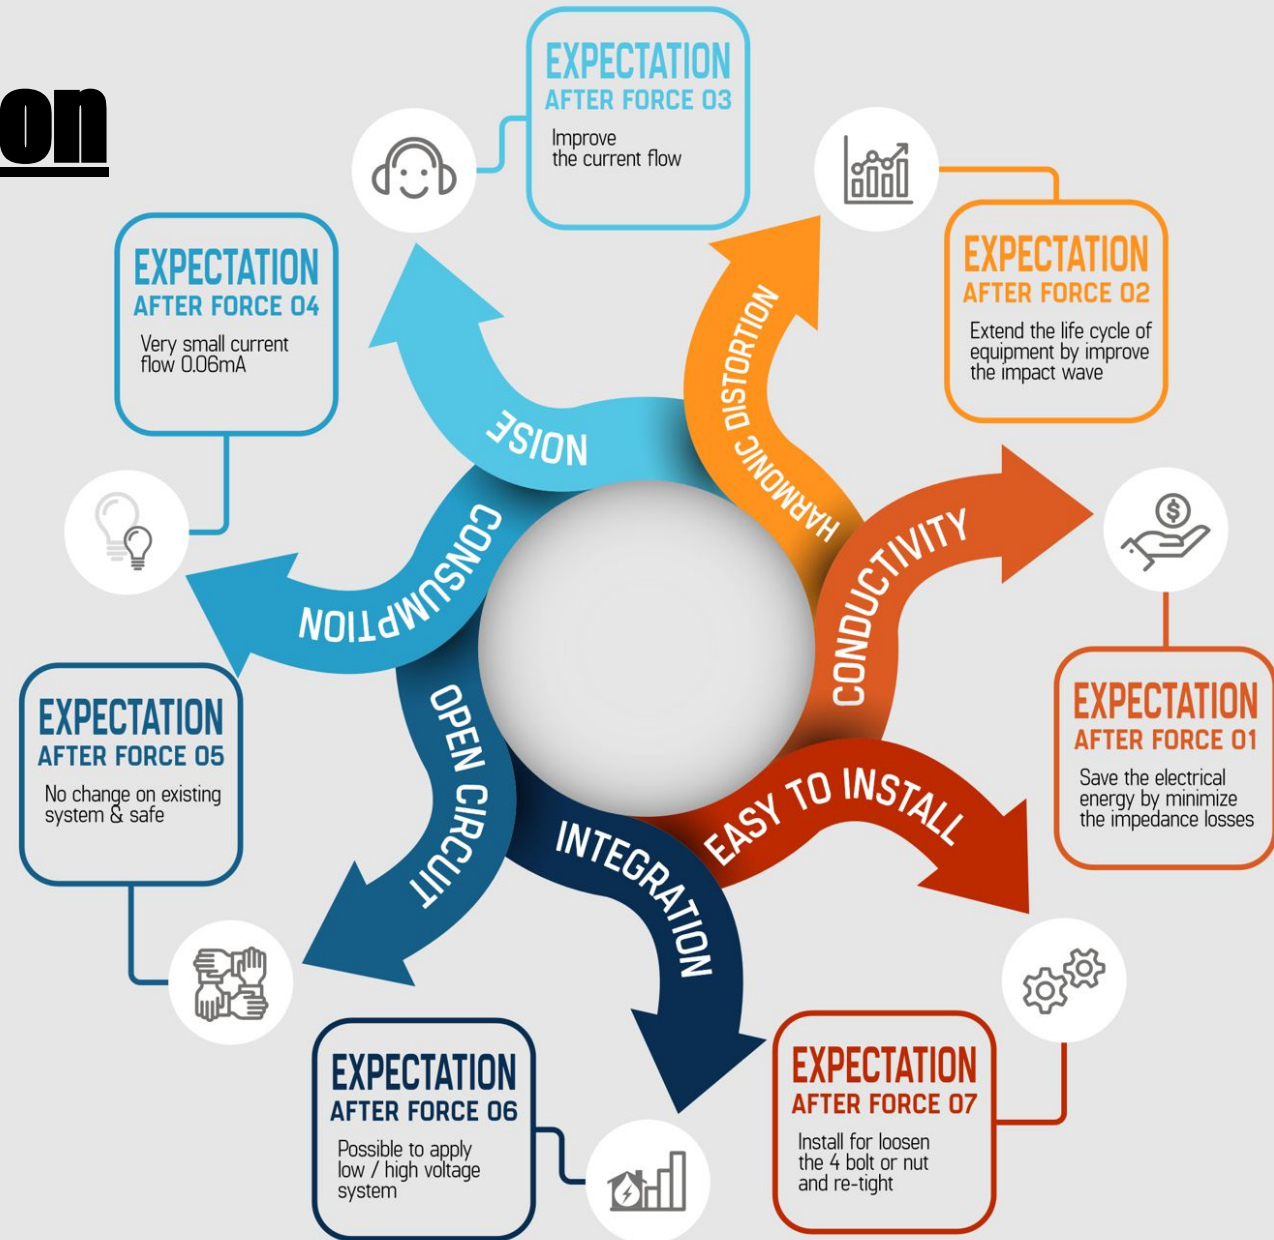 on
EXPECTATION
AFTER FORCE 03
Improve
the current flow
EXPECTATION
AFTER FORCE 04
Very small current
flow 0.06mA
EXPECTATION
AFTER FORCE 02
Extend the life cycle of
equipment by improve
the impact wave
NOISE
HARMONIC DISTORTION
CONSUMPTION
CONDUCTIVITY
OPEN CIRCUIT
INTEGRATION
EASY TO INSTALL
EXPECTATION
AFTER FORCE 05
No change on existing
system & safe
EXPECTATION
AFTER FORCE 01
Save the electrical
energy by minimize
the impedance losses
$
EXPECTATION
AFTER FORCE 06
Possible to apply
low / high voltage
system
EXPECTATION
AFTER FORCE 07
Install for loosen
the 4 bolt or nut
and re-tight